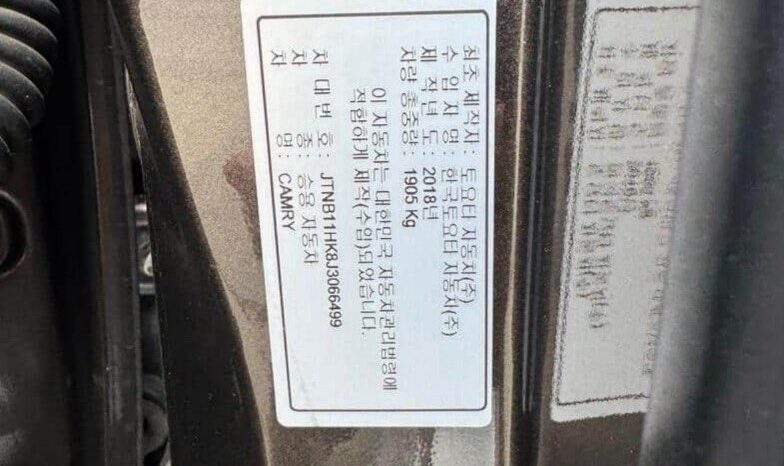 최초 제작자: 토요타 자동차(주)
수 입 자 명: 한국토요타 자동차(주)
제 작 년 도: 2018년
차량 총중량: 1905 Kg
이 자동차는 대한민국 자동차관리법령에
적합하게 제작(수입)되었습니다.
차 대 번 호: JTNB11HK8J3066499
차 종: 승용 자동차
차 명: CAMRY